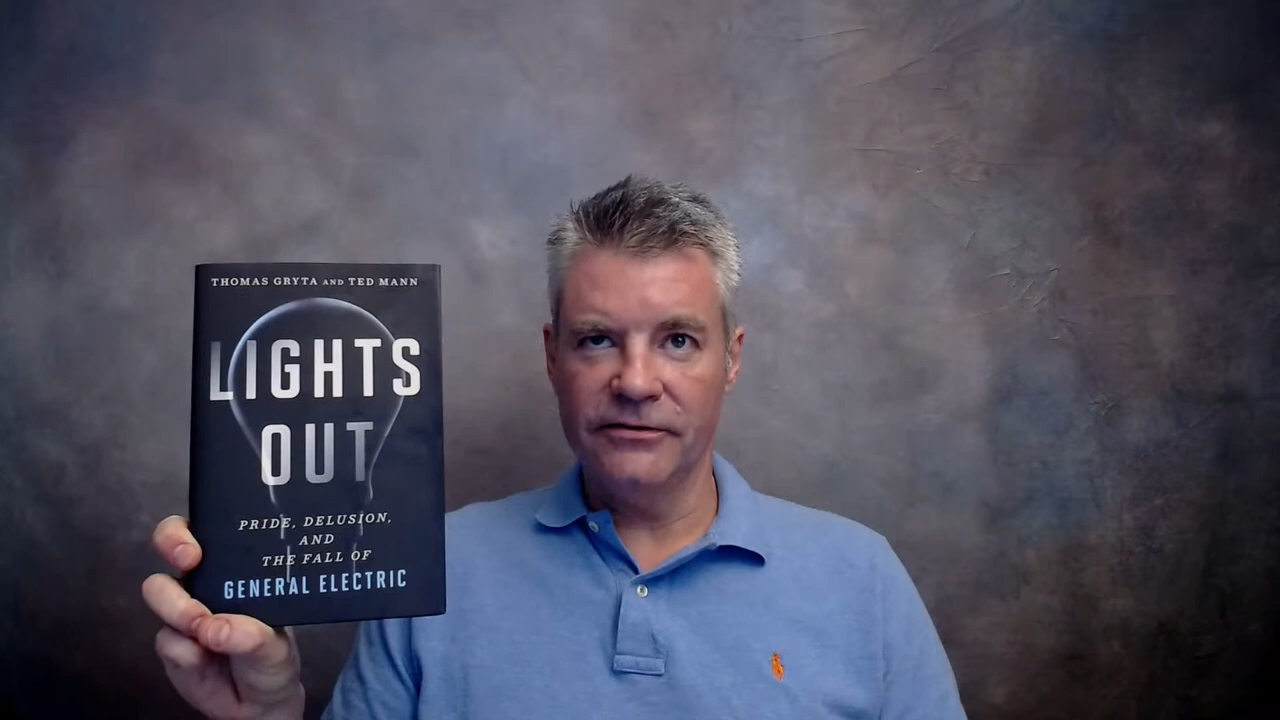 THOMAS GRYTA AND TED MANN
LIGHTS
OUT
PRIDE, DELUSION,
AND
THE FALL OF
GENERAL ELECTRIC